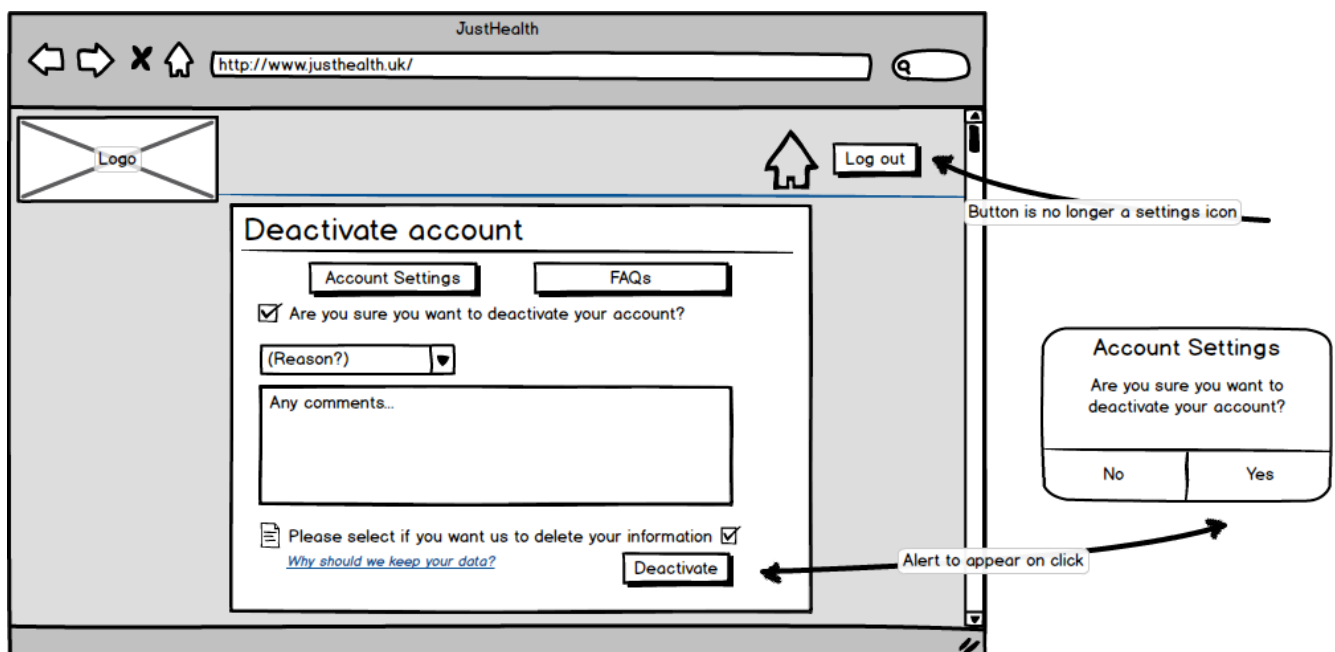 JustHealth
http://www.justhealth.uk/
Logo
Log out
Button is no longer a settings icon
Deactivate account
Account Settings
FAQs
Are you sure you want to deactivate your account?
(Reason?)
Any comments...
Please select if you want us to delete your information
Why should we keep your data?
Deactivate
Alert to appear on click
Account Settings
Are you sure you want to
deactivate your account?
No
Yes